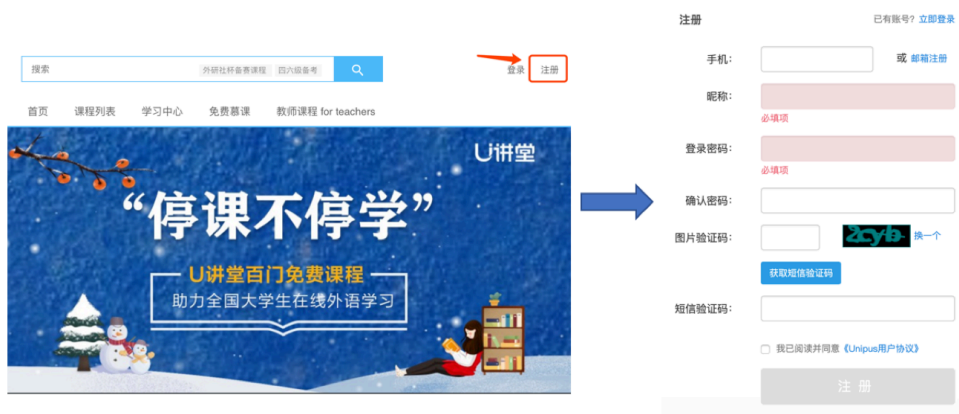 搜索
外研社杯备赛课程 四六级备考
登录 注册
首页 课程列表 学习中心 免费慕课 教师课程 for teachers
U讲堂
“停课不停学”
U讲堂百门免费课程
助力全国大学生在线外语学习
注册
已有账号? 立即登录
手机:
或 邮箱注册
昵称:
必填项
登录密码:
必填项
确认密码:
图片验证码:
2cyb 换一个
获取短信验证码
短信验证码:
我已阅读并同意《Unipus用户协议》
注 册